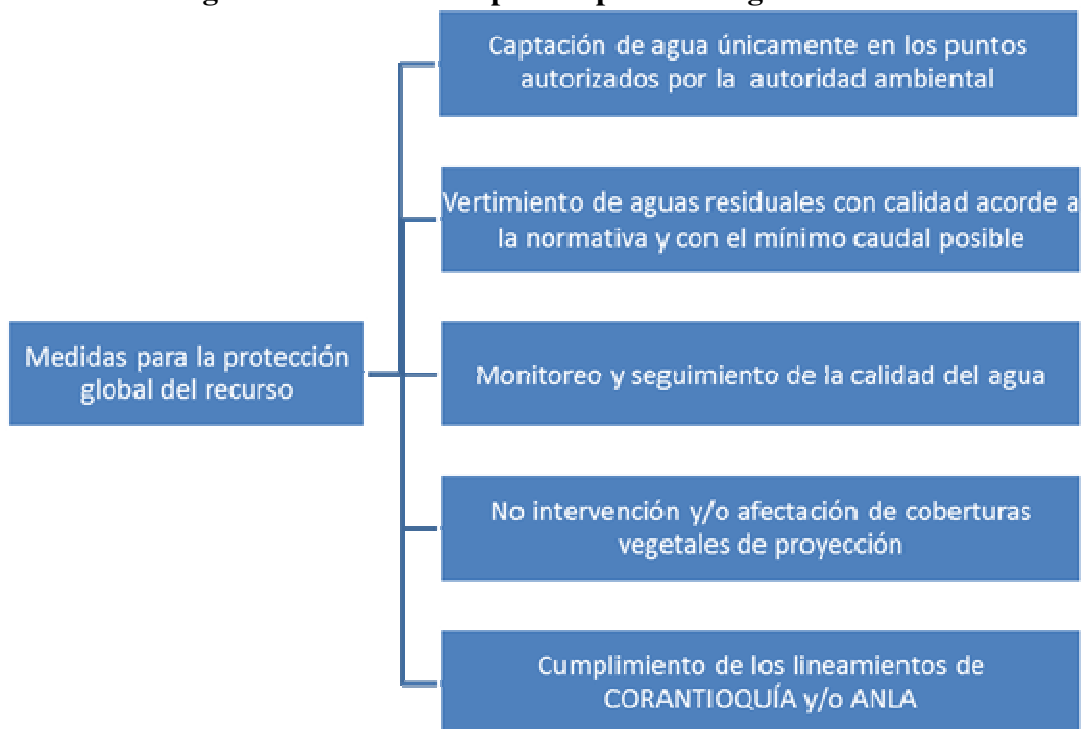 Captación de agua únicamente en los puntos
autorizados por la autoridad ambiental
Vertimiento de aguas residuales con calidad acorde a
la normativa y con el mínimo caudal posible
Medidas para la protección
global del recurso
Monitoreo y seguimiento de la calidad del agua
No intervención y/o afectación de coberturas
vegetales de proyección
Cumplimiento de los lineamientos de
CORANTIOQUÍA y/o ANLA